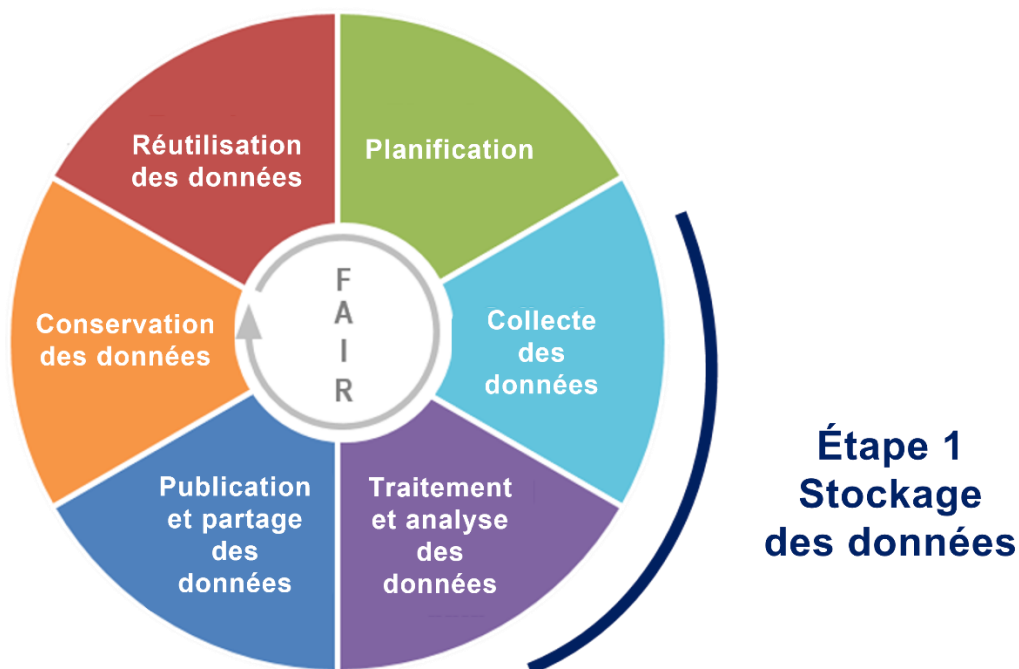 Planification
Collecte
des
données
Traitement
et analyse
des
données
Publication
et partage
des
données
Conservation
des données
Réutilisation
des données
F
A
I
R
Étape 1
Stockage
des données